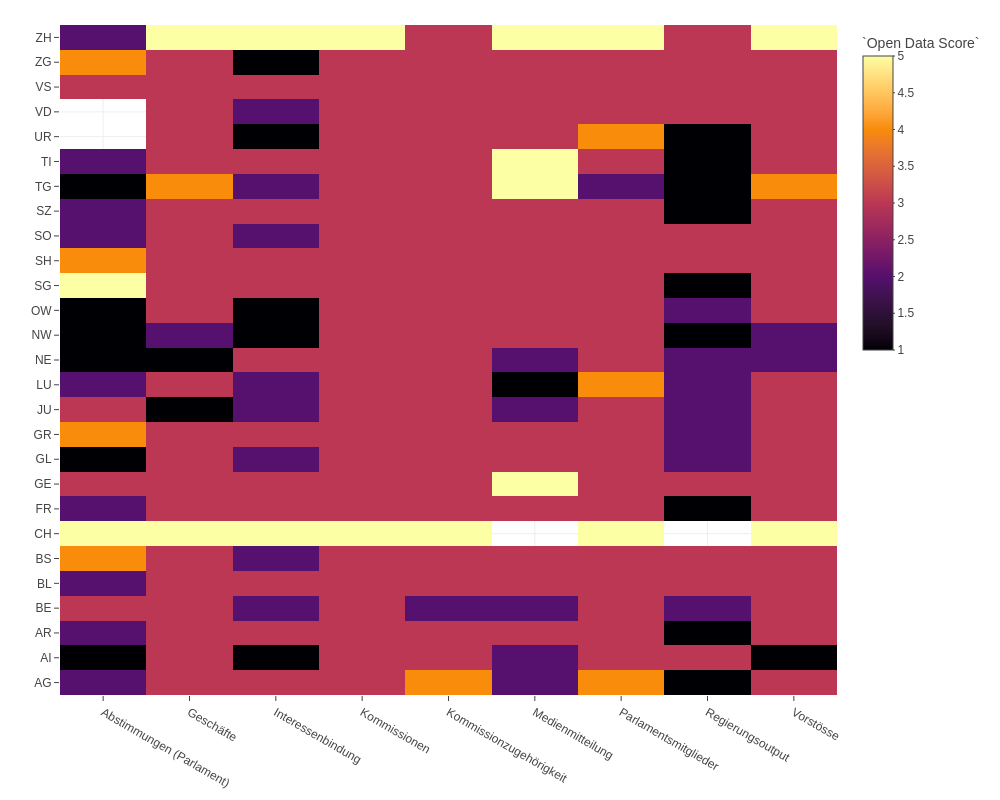 `Open Data Score`
5
4.5
4
3.5
3
2.5
2
1.5
1
ZH
ZG
VS
VD
UR
TI
TG
SZ
SO
SH
SG
OW
NW
NE
LU
JU
GR
GL
GE
FR
CH
BS
BL
BE
AR
AI
AG
Abstimmungen (Parlament)
Geschäfte
Interessenbindung
Kommissionen
Kommissionzugehörigkeit
Medienmitteilung
Parlamentsmitglieder
Regierungsoutput
Vorstösse